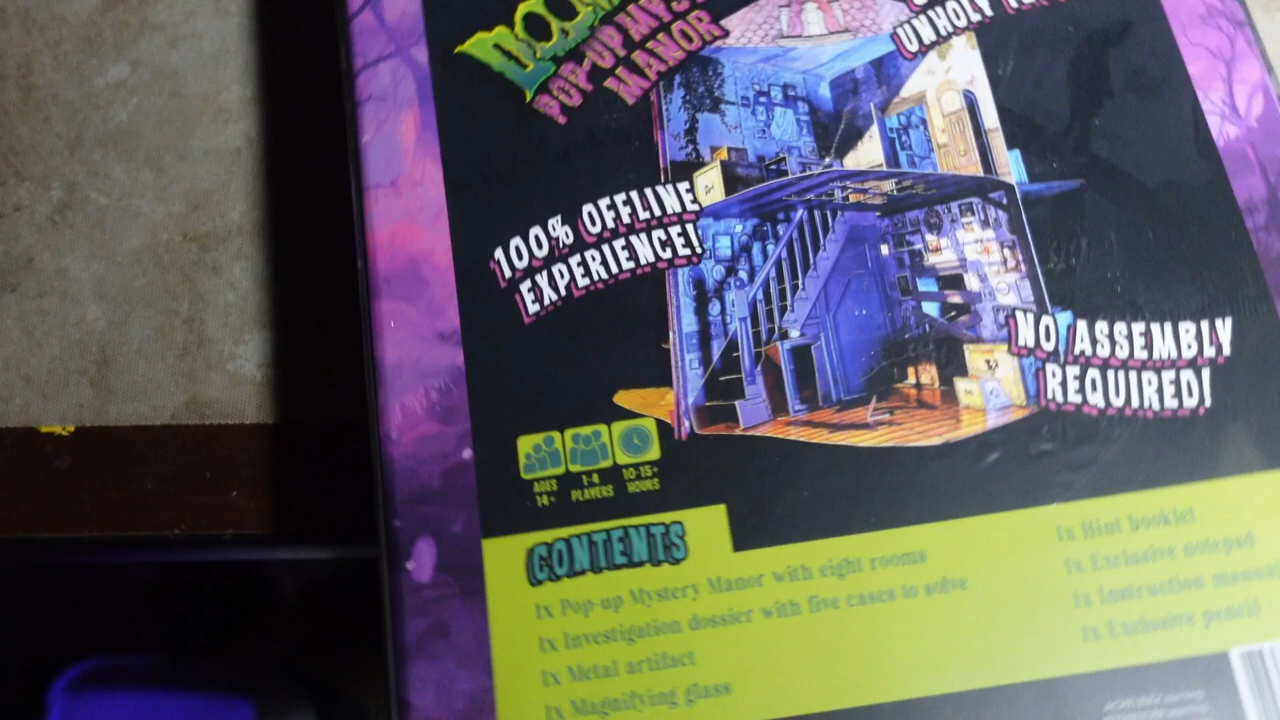 POP-UP
MANOR
UNHOLY
100% OFFLINE
EXPERIENCE!
NO ASSEMBLY
REQUIRED!
AGES
14+
1-4
PLAYERS
10-15+
HOURS
CONTENTS
1x Pop-up Mystery Manor with eight rooms
1x Investigation dossier with five cases to solve
1x Metal artifact
1x Magnifying glass
1x Hint booklet
1x Exclusive notepad
1x Instruction manual
1x Exclusive pencil